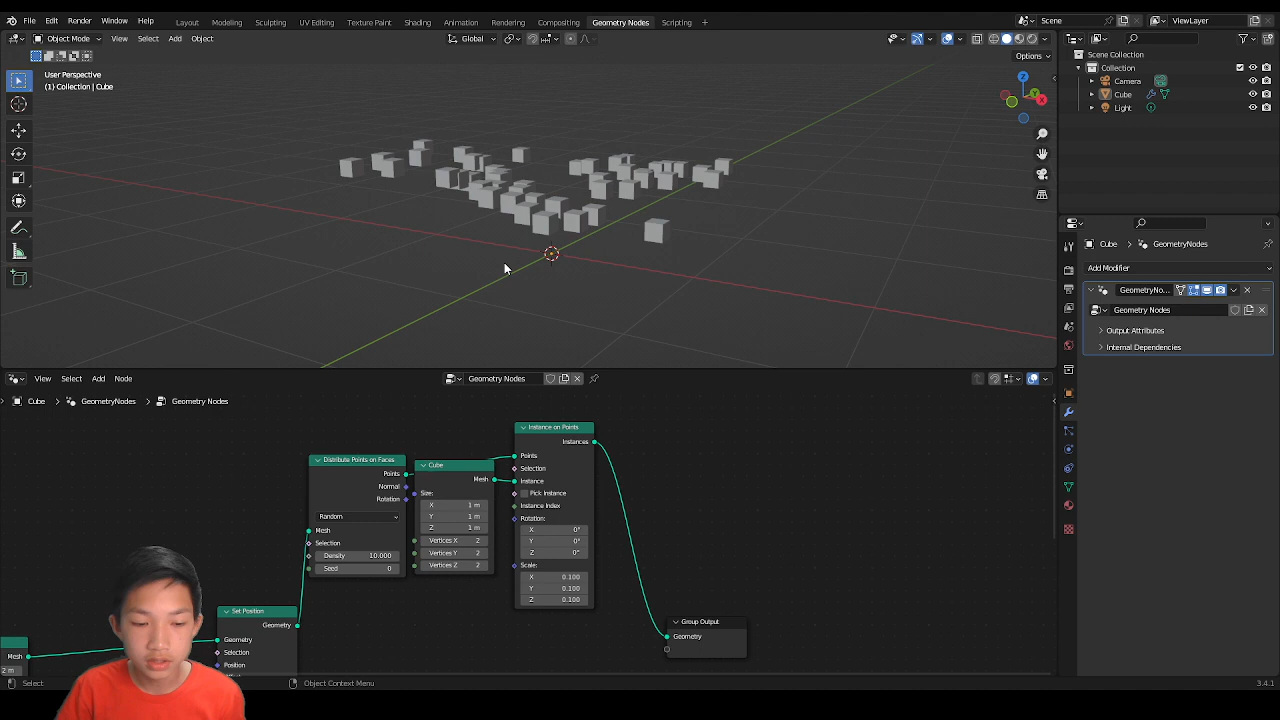 File Edit Render Window Help Layout Modeling Sculpting UV Editing Texture Paint Shading Animation Rendering Compositing Geometry Nodes Scripting + Scene ViewLayer
Object Mode View Select Add Object Global
Options
User Perspective
(1) Collection | Cube
Z
Y
X
Scene Collection
Collection
Camera
Cube
Light
Cube > GeometryNodes
Add Modifier
GeometryNo...
Geometry Nodes
Output Attributes
Internal Dependencies
View Select Add Node Geometry Nodes
Cube > GeometryNodes > Geometry Nodes
Distribute Points on Faces
Points
Normal
Rotation
Random
Mesh
Selection
Density 10.000
Seed 0
Cube
Mesh
Size:
X 1 m
Y 1 m
Z 1 m
Vertices X 2
Vertices Y 2
Vertices Z 2
Instance on Points
Instances
Points
Selection
Instance
Pick Instance
Instance Index
Rotation:
X 0°
Y 0°
Z 0°
Scale:
X 0.100
Y 0.100
Z 0.100
Group Output
Geometry
Set Position
Geometry
Geometry
Selection
Position
Mesh
2 m
Select
Object Context Menu
3.4.1